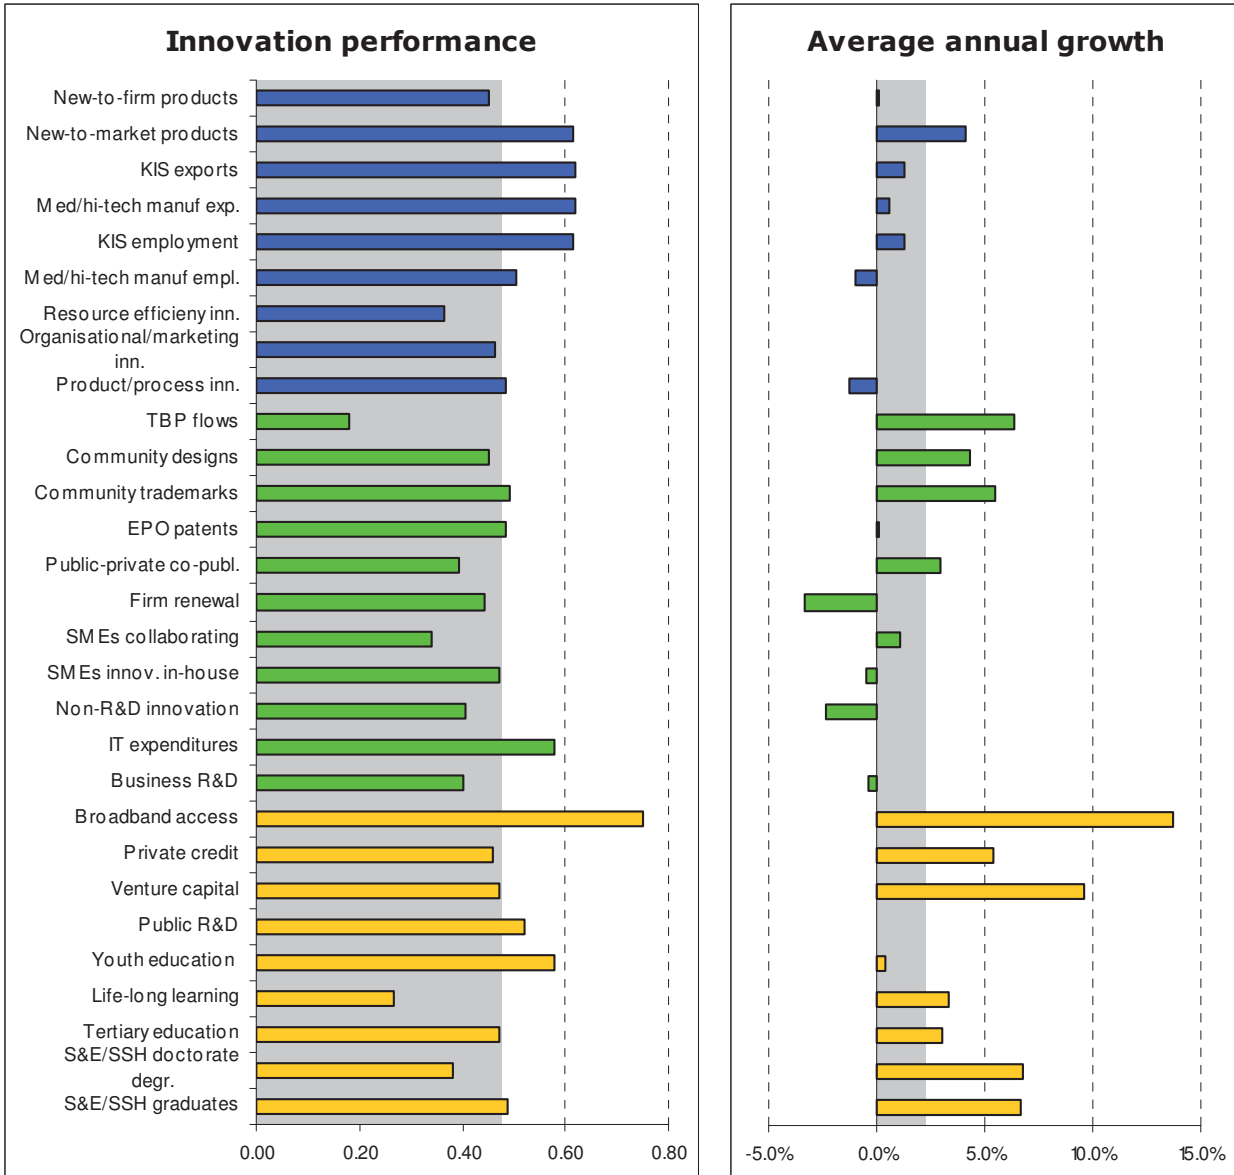 Innovation performance
New-to-firm products
New-to-market products
KIS exports
Med/hi-tech manuf exp.
KIS employment
Med/hi-tech manuf empl.
Resource efficieny inn.
Organisational/marketing
inn.
Product/process inn.
TBP flows
Community designs
Community trademarks
EPO patents
Public-private co-publ.
Firm renewal
SMEs collaborating
SMEs innov. in-house
Non-R&D innovation
IT expenditures
Business R&D
Broadband access
Private credit
Venture capital
Public R&D
Youth education
Life-long learning
Tertiary education
S&E/SSH doctorate
degr.
S&E/SSH graduates
0.00 0.20 0.40 0.60 0.80
Average annual growth
-5.0% 0.0% 5.0% 10.0% 15.0%